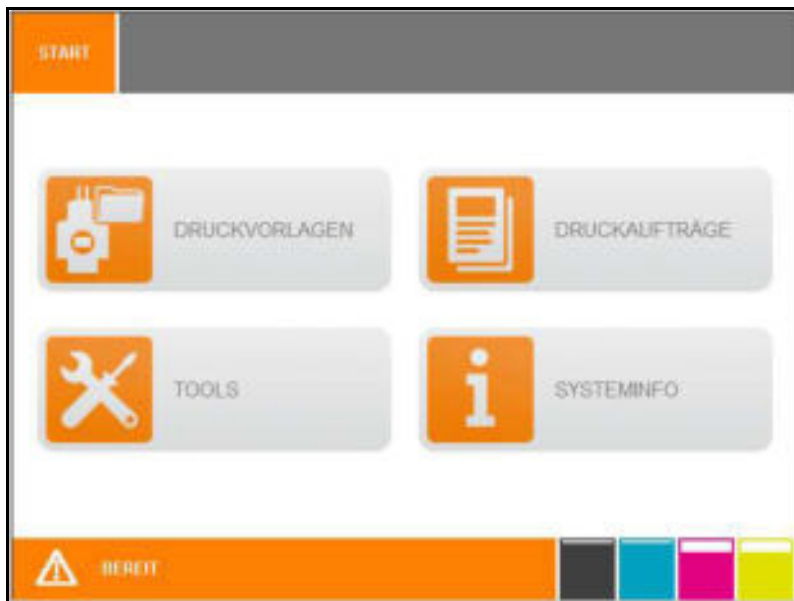 START
DRUCKVORLAGEN
DRUCKAUFTRÄGE
TOOLS
SYSTEMINFO
BEREIT